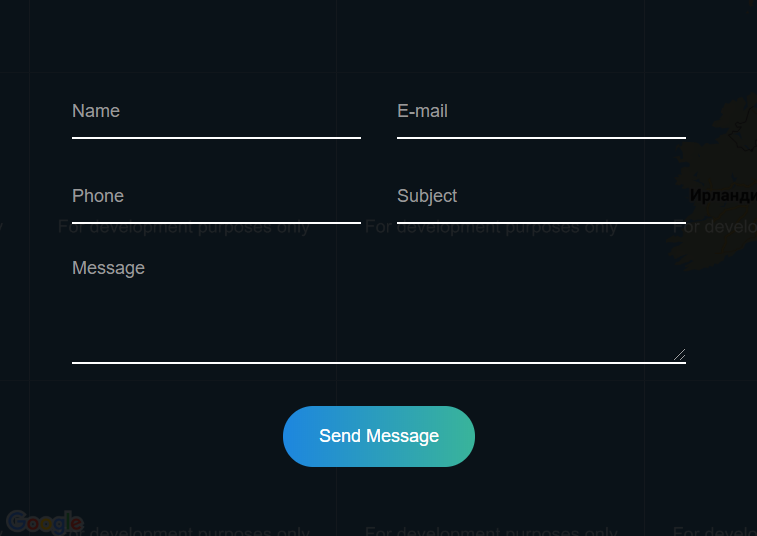 Name
E-mail
Phone
Subject
Ирланди
For development purposes only
For development purposes only
For develo
Message
Send Message
Google
For development purposes only
For development purposes only
For develo